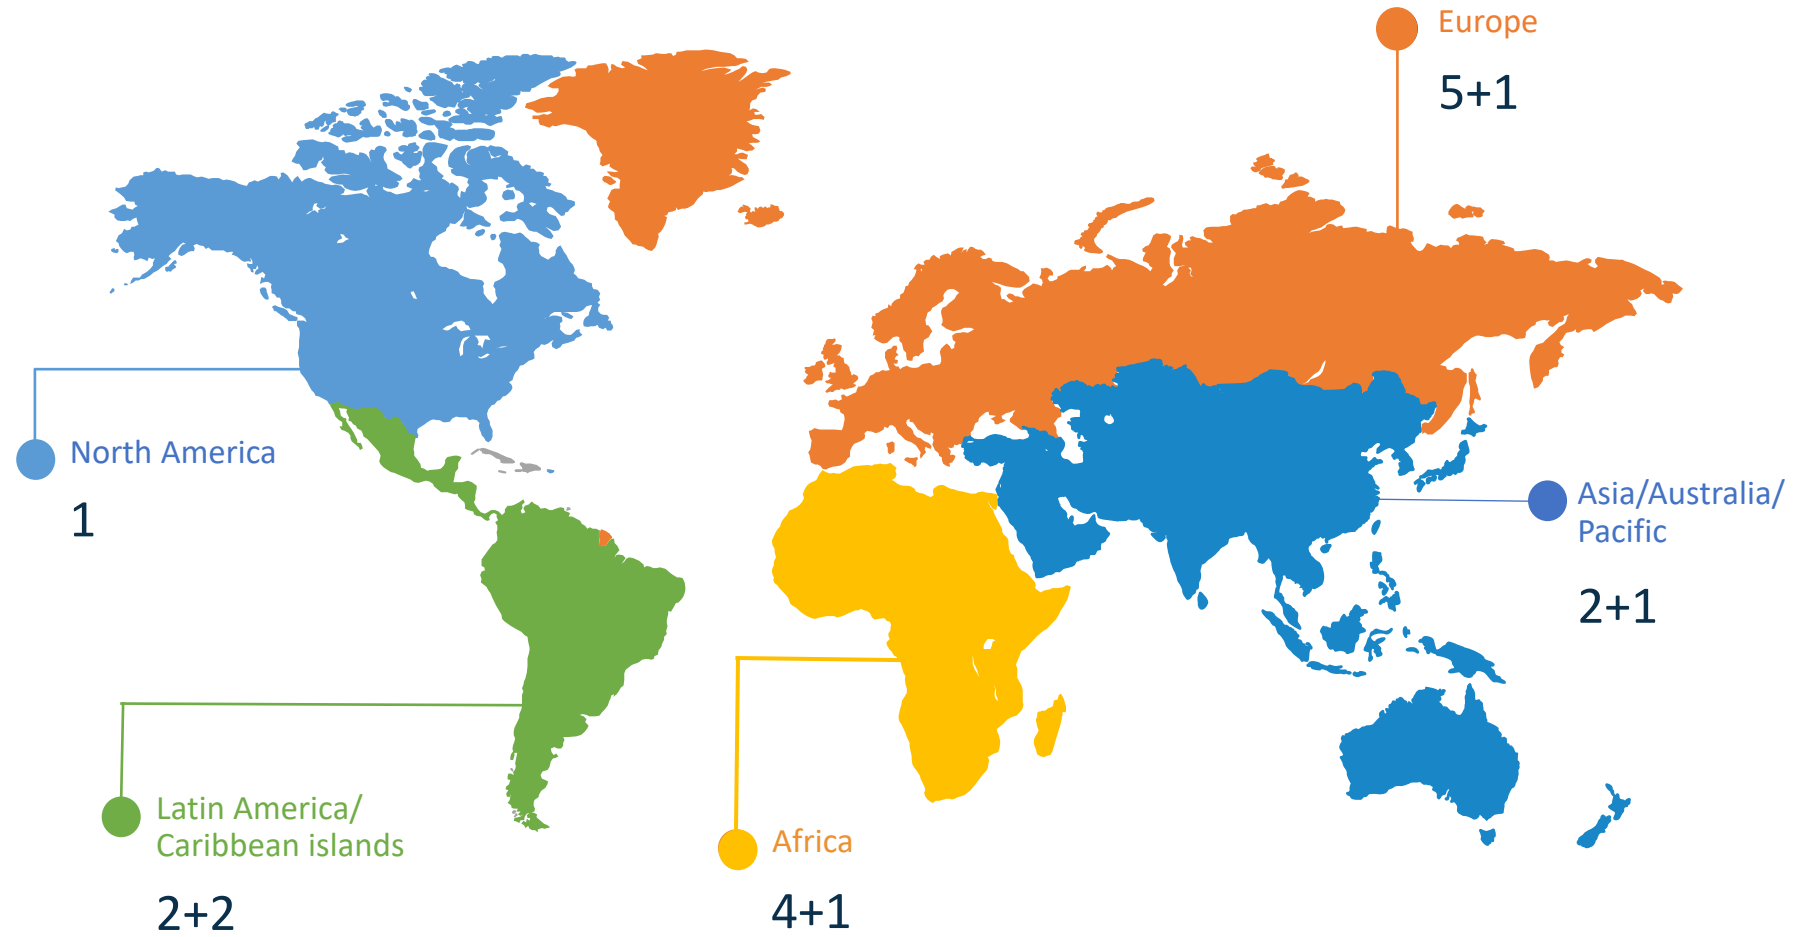 Europe
5+1
North America
1
Asia/Australia/
Pacific
2+1
Latin America/
Caribbean islands
2+2
Africa
4+1